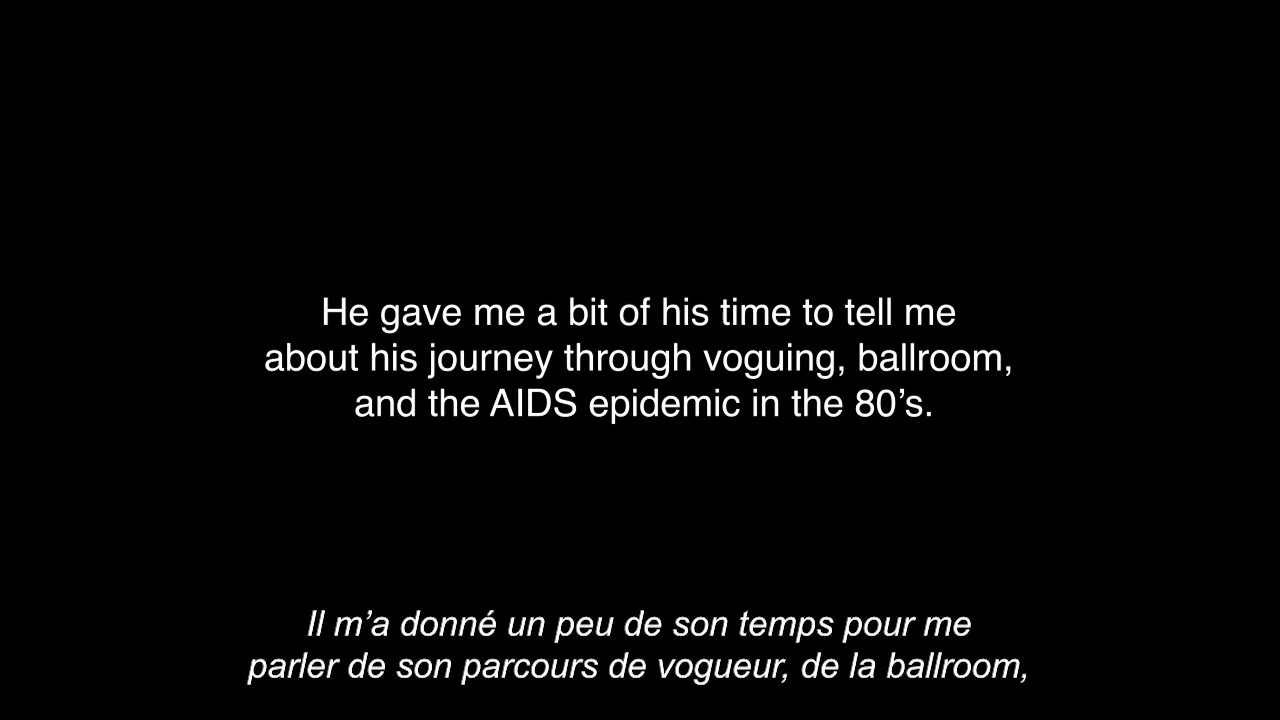 He gave me a bit of his time to tell me
about his journey through voguing, ballroom,
and the AIDS epidemic in the 80’s.
Il m’a donné un peu de son temps pour me
parler de son parcours de vogueur, de la ballroom,